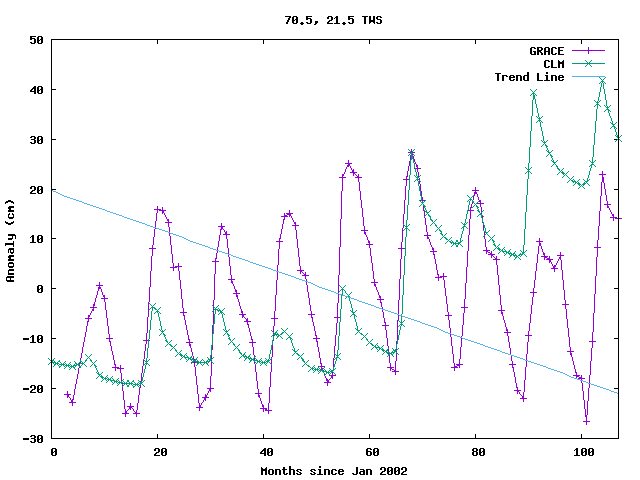 70.5, 21.5 TWS
GRACE
CLM
Trend Line
50
40
30
20
10
0
-10
-20
-30
Anomaly (cm)
0 20 40 60 80 100
Months since Jan 2002